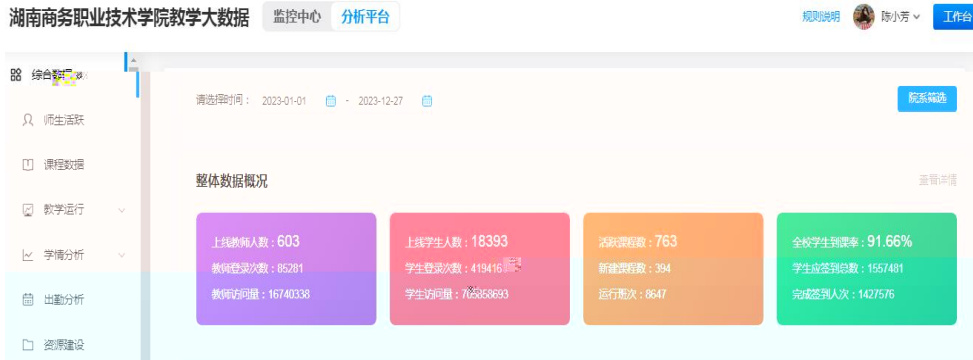 湖南商务职业技术学院教学大数据 监控中心 分析平台 规则说明 陈小芳 工作台
综合数据
请选择时间： 2023-01-01 - 2023-12-27 院系筛选
师生活跃
课程数据
整体数据概况 查看详情
教学运行
上线教师人数：603 上线学生人数：18393 活跃课程数：763 全校学生到课率：91.66%
学情分析
教师登录次数：85281 学生登录次数：419416 新建课程数：394 学生应签到总数：1557481
教师访问量：16740338 学生访问量： 运行班次：8647 完成签到人次：1427576
出勤分析
资源建设